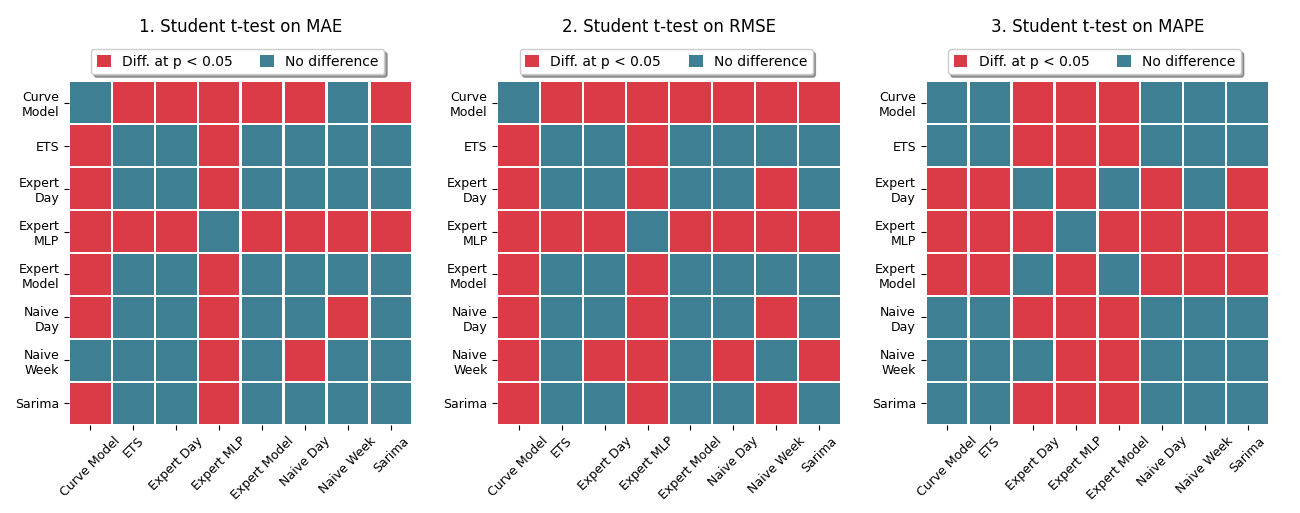 1. Student t-test on MAE
Diff. at p < 0.05 No difference
Curve
Model
ETS
Expert
Day
Expert
MLP
Expert
Model
Naive
Day
Naive
Week
Sarima
Curve Model
ETS
Expert Day
Expert MLP
Expert Model
Naive Day
Naive Week
Sarima
2. Student t-test on RMSE
Diff. at p < 0.05 No difference
Curve
Model
ETS
Expert
Day
Expert
MLP
Expert
Model
Naive
Day
Naive
Week
Sarima
Curve Model
ETS
Expert Day
Expert MLP
Expert Model
Naive Day
Naive Week
Sarima
3. Student t-test on MAPE
Diff. at p < 0.05 No difference
Curve
Model
ETS
Expert
Day
Expert
MLP
Expert
Model
Naive
Day
Naive
Week
Sarima
Curve Model
ETS
Expert Day
Expert MLP
Expert Model
Naive Day
Naive Week
Sarima